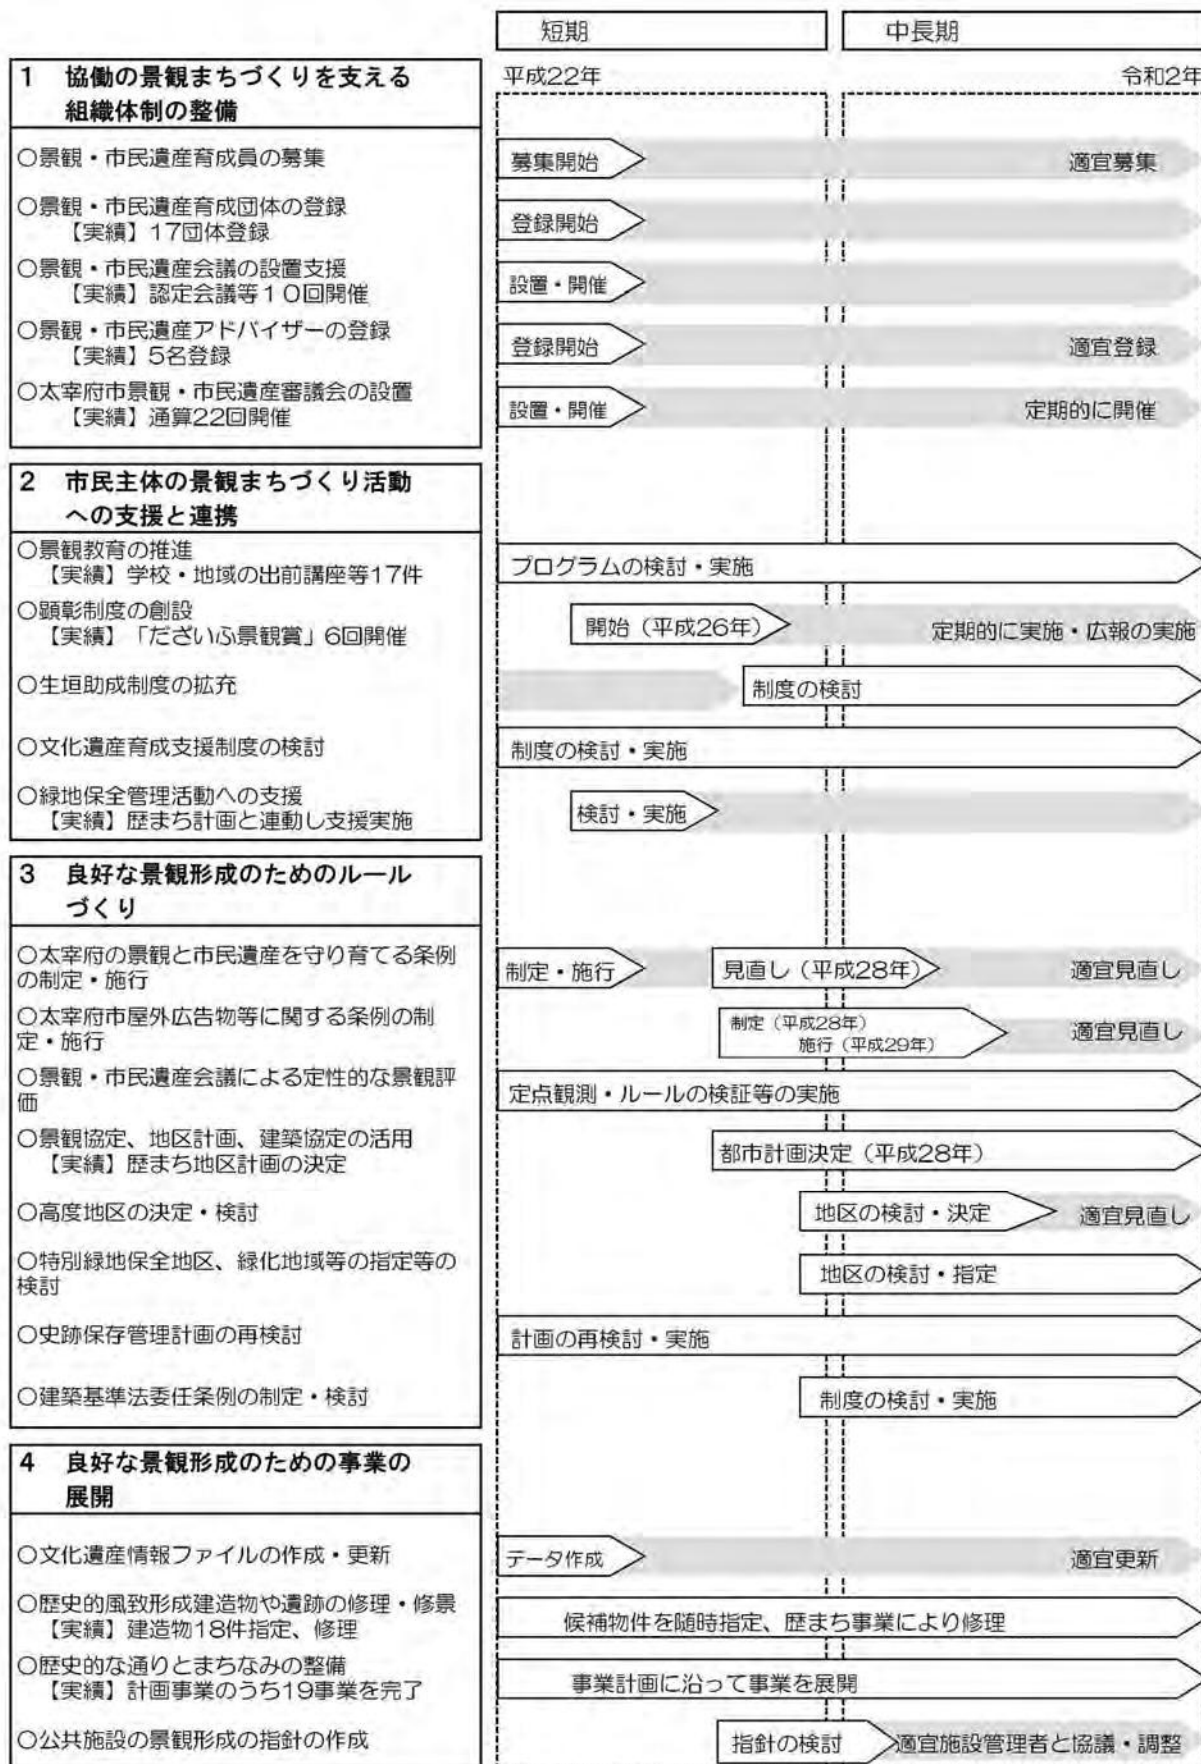 短期
中長期
平成22年
令和2年
1 協働の景観まちづくりを支える
組織体制の整備
○景観・市民遺産育成員の募集
募集開始
適宜募集
○景観・市民遺産育成団体の登録
【実績】17団体登録
登録開始
○景観・市民遺産会議の設置支援
【実績】認定会議等10回開催
設置・開催
○景観・市民遺産アドバイザーの登録
【実績】5名登録
登録開始
適宜登録
○太宰府市景観・市民遺産審議会の設置
【実績】通算22回開催
設置・開催
定期的に開催
2 市民主体の景観まちづくり活動
への支援と連携
○景観教育の推進
【実績】学校・地域の出前講座等17件
プログラムの検討・実施
○顕彰制度の創設
【実績】「だざいふ景観賞」6回開催
開始（平成26年）
定期的に実施・広報の実施
○生垣助成制度の拡充
制度の検討
○文化遺産育成支援制度の検討
制度の検討・実施
○緑地保全管理活動への支援
【実績】歴まち計画と連動し支援実施
検討・実施
3 良好な景観形成のためのルール
づくり
○太宰府の景観と市民遺産を守り育てる条例
の制定・施行
制定・施行
見直し（平成28年）
適宜見直し
○太宰府市屋外広告物等に関する条例の制
定・施行
制定（平成28年）
施行（平成29年）
適宜見直し
○景観・市民遺産会議による定性的な景観評
価
定点観測・ルールの検証等の実施
○景観協定、地区計画、建築協定の活用
【実績】歴まち地区計画の決定
都市計画決定（平成28年）
○高度地区の決定・検討
地区の検討・決定
適宜見直し
○特別緑地保全地区、緑化地域等の指定等の
検討
地区の検討・指定
○史跡保存管理計画の再検討
計画の再検討・実施
○建築基準法委任条例の制定・検討
制度の検討・実施
4 良好な景観形成のための事業の
展開
○文化遺産情報ファイルの作成・更新
データ作成
適宜更新
○歴史的風致形成建造物や遺跡の修理・修景
【実績】建造物18件指定、修理
候補物件を随時指定、歴まち事業により修理
○歴史的な通りとまちなみの整備
【実績】計画事業のうち19事業を完了
事業計画に沿って事業を展開
○公共施設の景観形成の指針の作成
指針の検討
適宜施設管理者と協議・調整